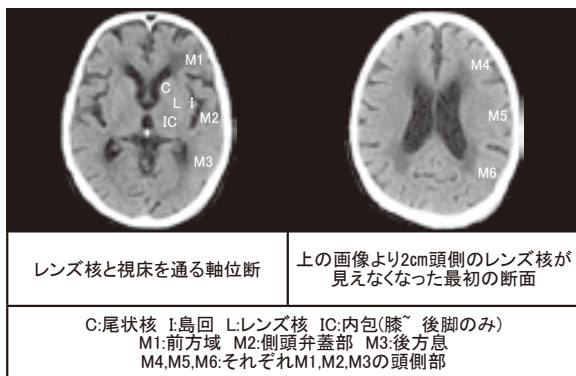 M1
C
L I
M2
IC
M3
M4
M5
M6
レンズ核と視床を通る軸位断
上の画像より2cm頭側のレンズ核が
見えなくなった最初の断面
C:尾状核 I:島回 L:レンズ核 IC:内包(膝~ 後脚のみ)
M1:前方域 M2:側頭弁蓋部 M3:後方息
M4,M5,M6:それぞれM1,M2,M3の頭側部